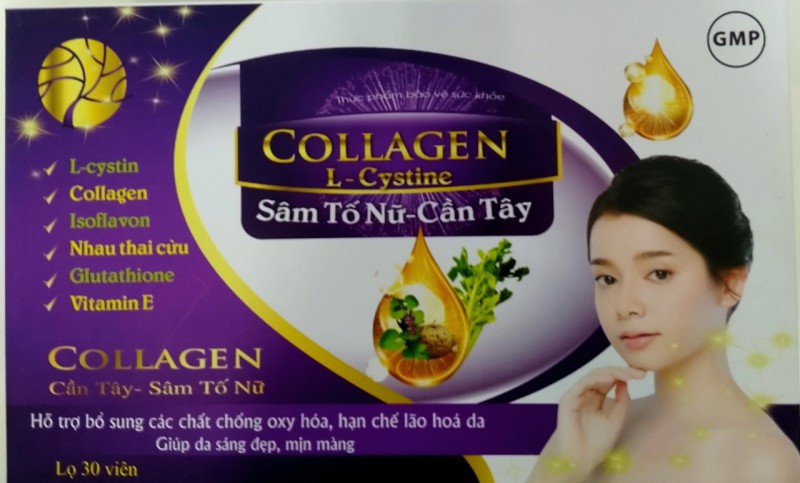 GMP
Thực phẩm bảo vệ sức khỏe
COLLAGEN
L-Cystine
Sâm Tố Nữ-Cần Tây
L-cystin
Collagen
Isoflavon
Nhau thai cừu
Glutathione
Vitamin E
COLLAGEN
Cần Tây- Sâm Tố Nữ
Hỗ trợ bổ sung các chất chống oxy hóa, hạn chế lão hoá da
Giúp da sáng đẹp, mịn màng
Lọ 30 viên